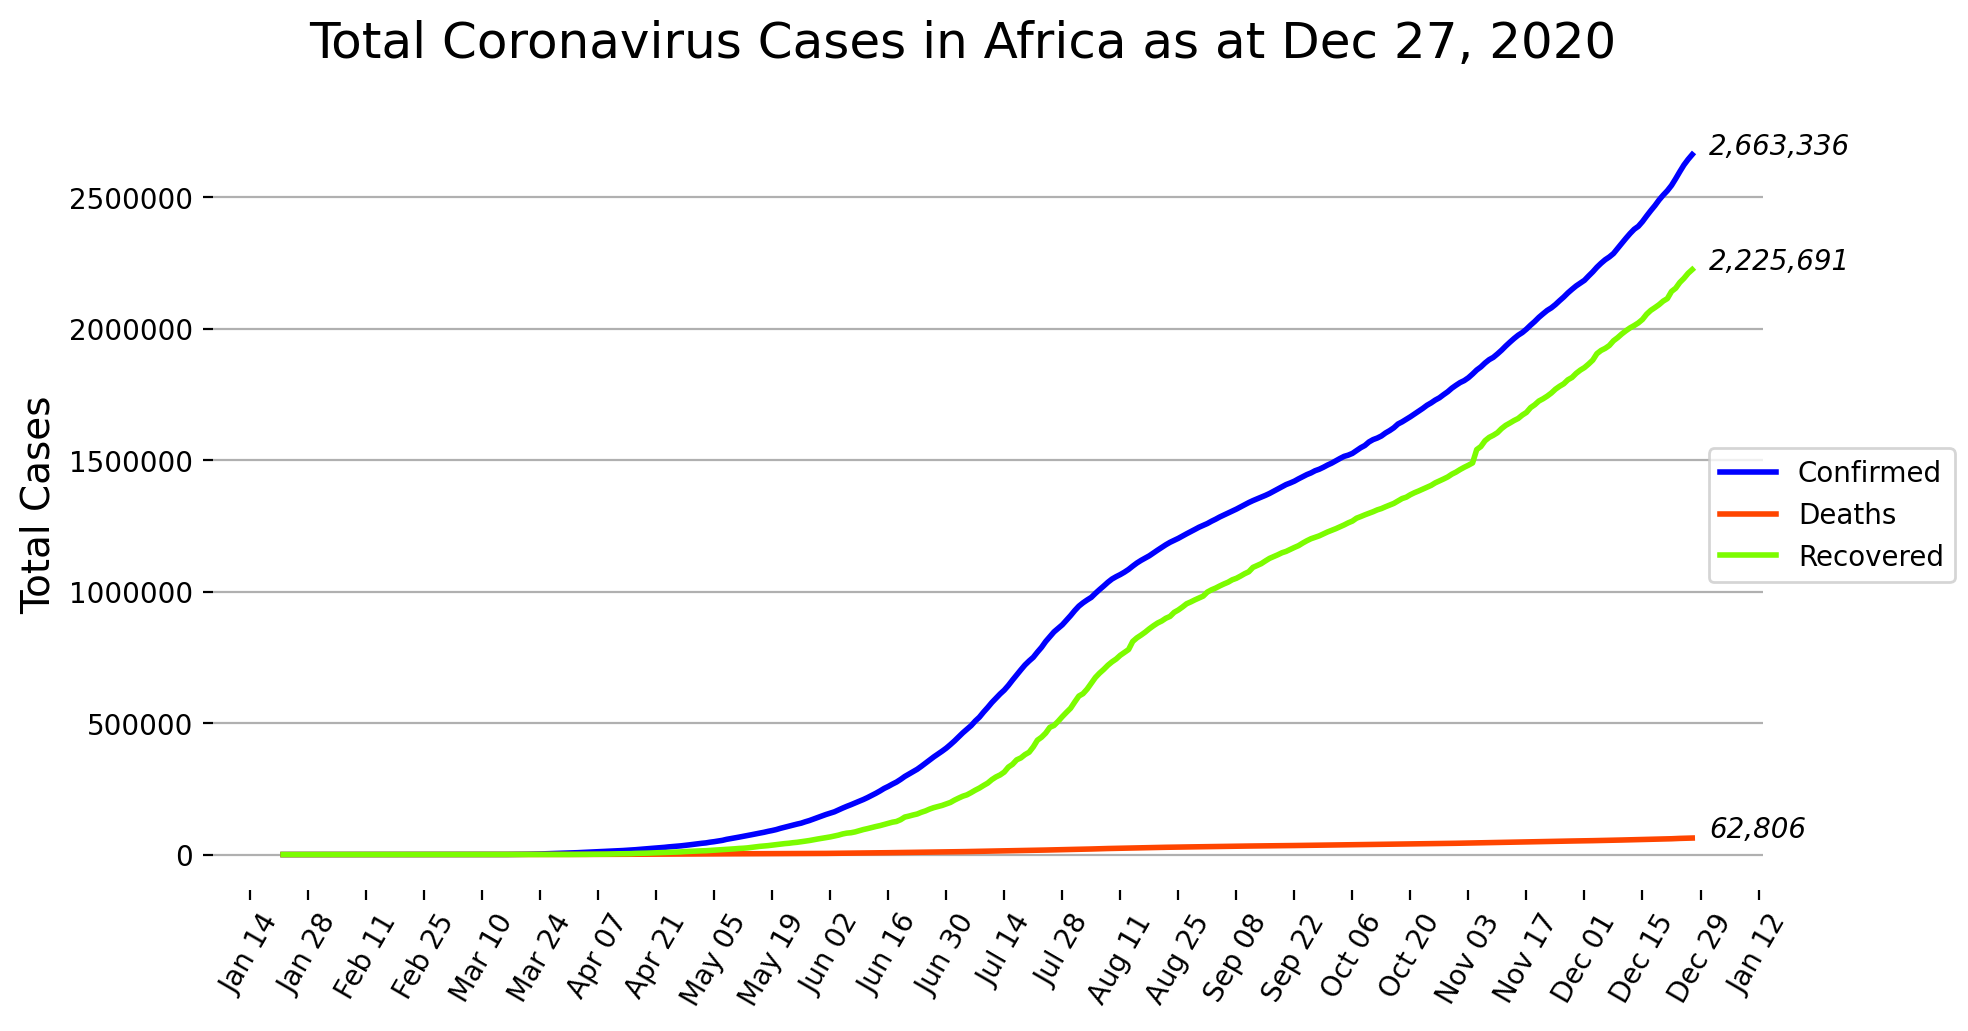 Total Coronavirus Cases in Africa as at Dec 27, 2020
2,663,336
2500000
2,225,691
2000000
Total Cases
1500000
Confirmed
Deaths
Recovered
1000000
500000
62,806
0
Jan 14
Jan 28
Feb 11
Feb 25
Mar 10
Mar 24
Apr 07
Apr 21
May 05
May 19
Jun 02
Jun 16
Jun 30
Jul 14
Jul 28
Aug 11
Aug 25
Sep 08
Sep 22
Oct 06
Oct 20
Nov 03
Nov 17
Dec 01
Dec 15
Dec 29
Jan 12